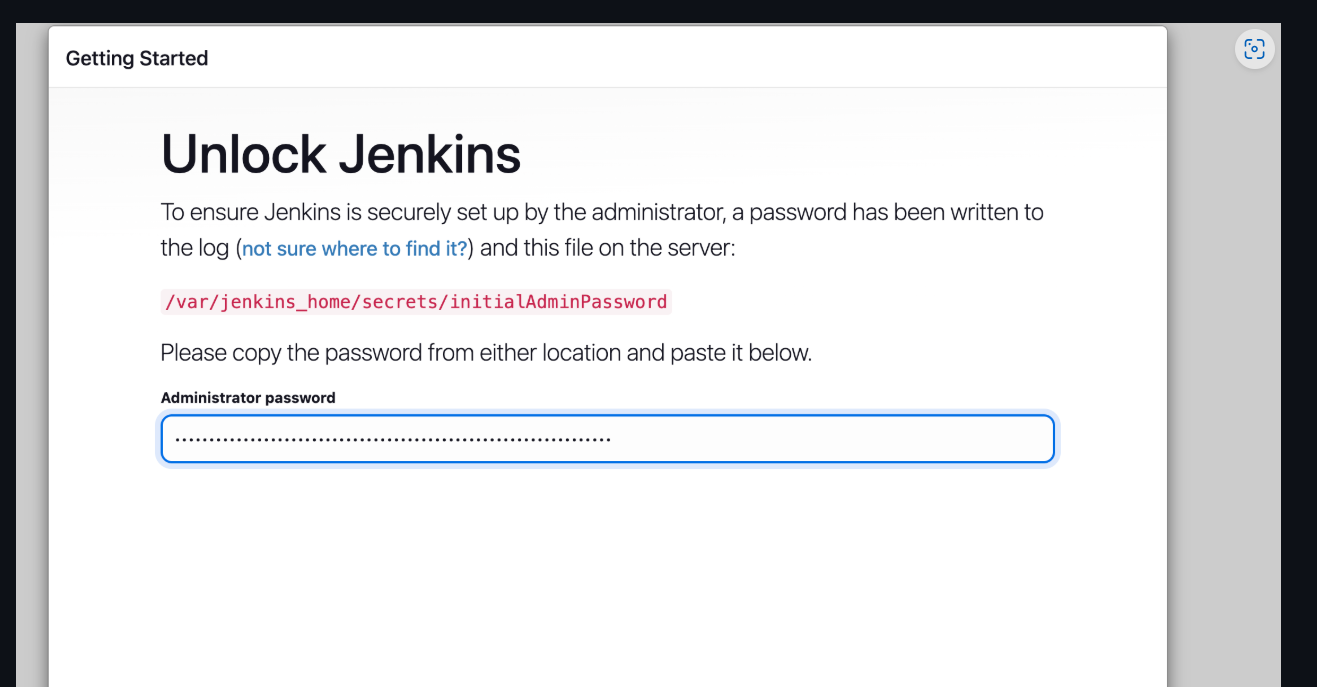 Getting Started
Unlock Jenkins
To ensure Jenkins is securely set up by the administrator, a password has been written to
the log (not sure where to find it?) and this file on the server:
/var/jenkins_home/secrets/initialAdminPassword
Please copy the password from either location and paste it below.
Administrator password